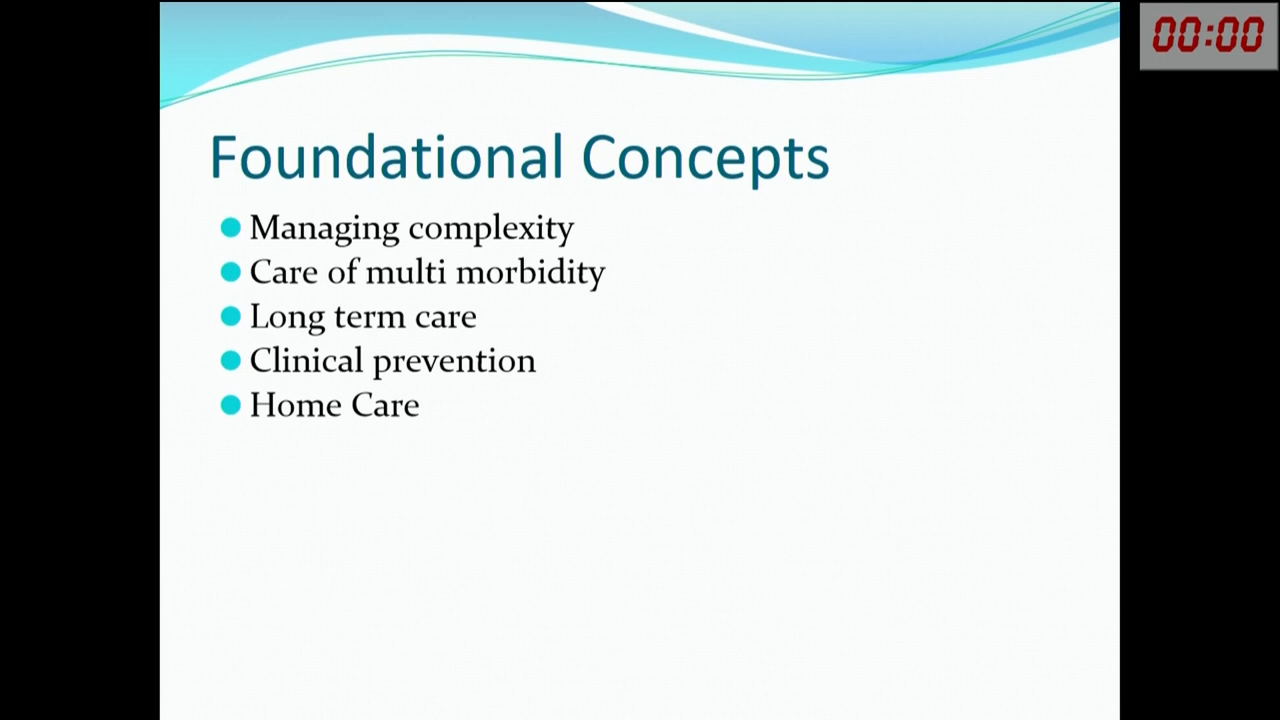 00:00
Foundational Concepts
Managing complexity
Care of multi morbidity
Long term care
Clinical prevention
Home Care